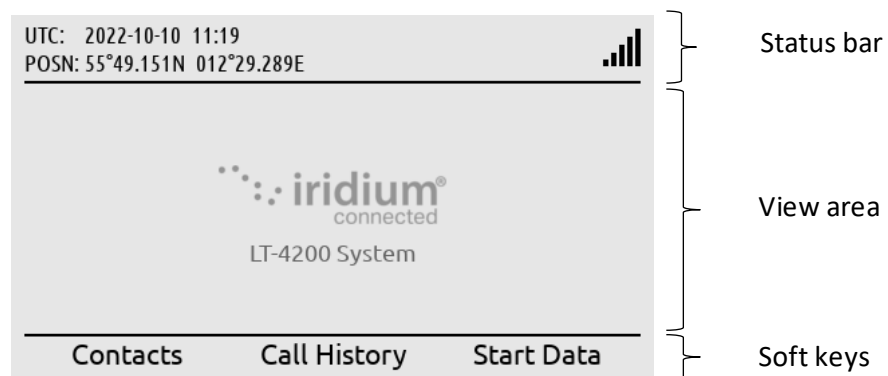 UTC: 2022-10-10 11:19
POSN: 55°49.151N 012°29.289E
Status bar
iridium®
connected
LT-4200 System
View area
Contacts Call History Start Data
Soft keys